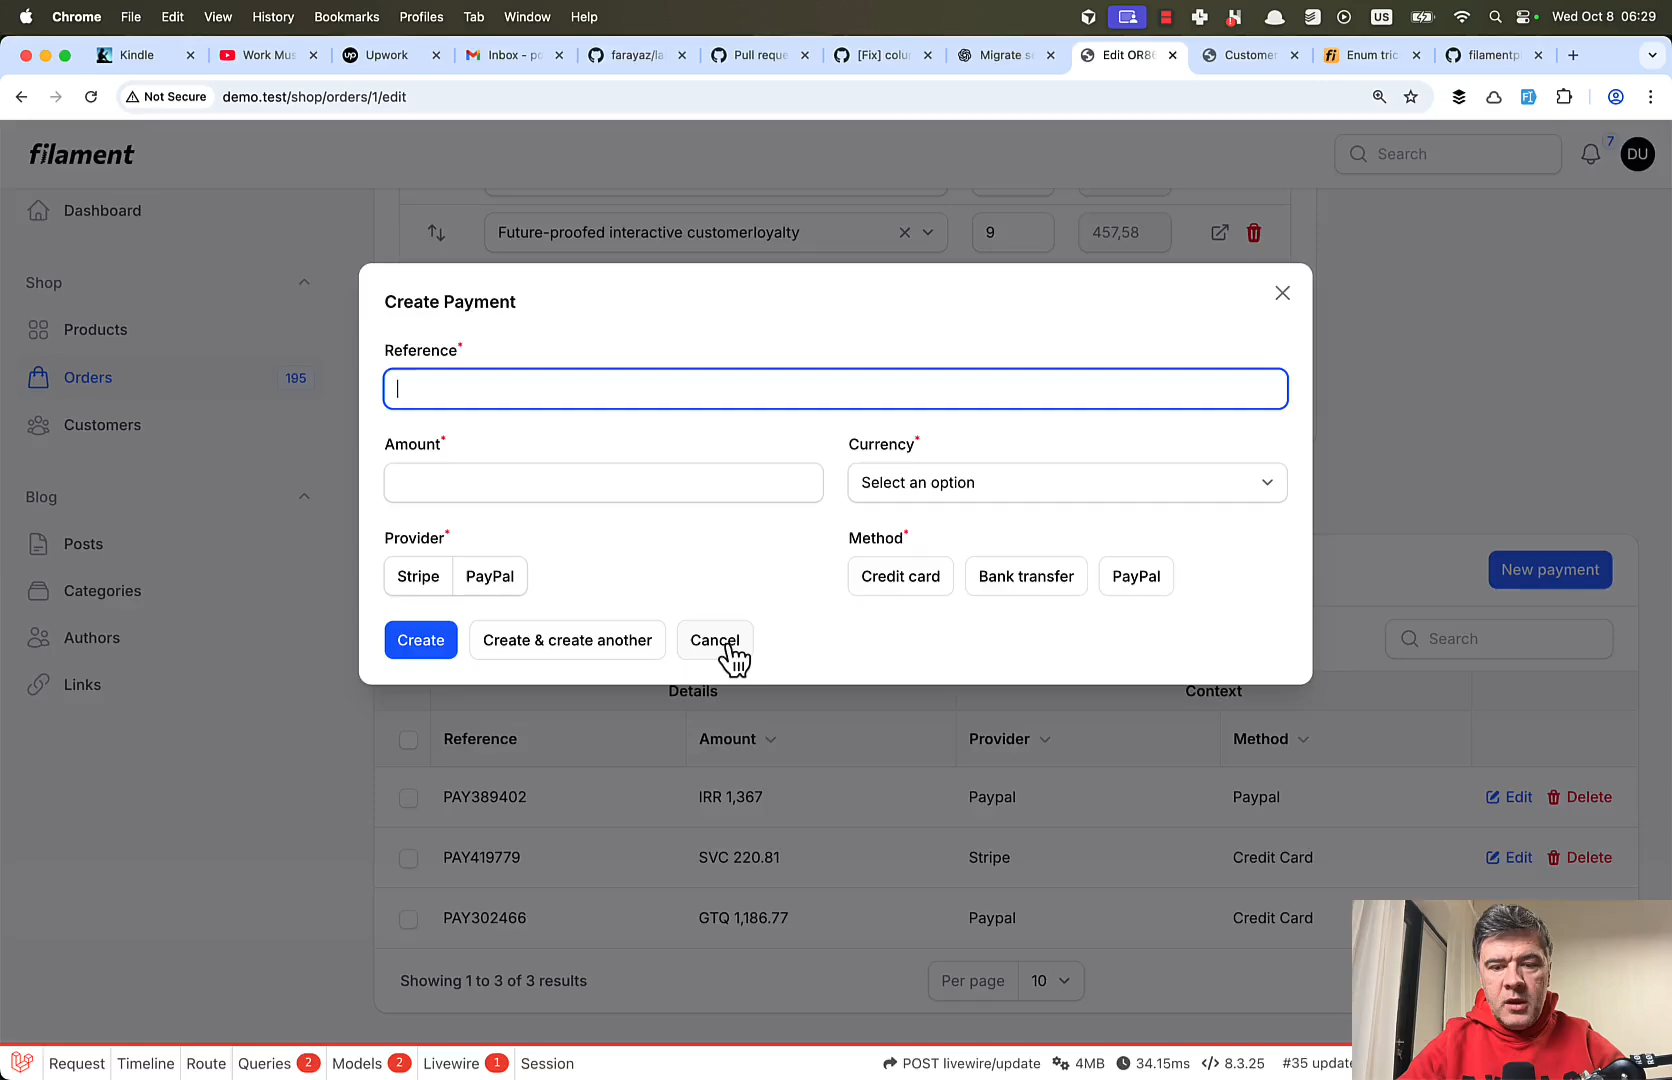 Chrome File Edit View History Bookmarks Profiles Tab Window Help US Wed Oct 8 06:29
Kindle Work Mus Upwork Inbox - po farayaz/la Pull reque [Fix] colu Migrate se Edit OR86 Customer Enum tric filamentp
Not Secure demo.test/shop/orders/1/edit
filament
Search
7
DU
Dashboard
Shop
Products
Orders 195
Customers
Blog
Posts
Categories
Authors
Links
Future-proofed interactive customerloyalty 9 457,58
Create Payment
Reference*
Amount* Currency*
Select an option
Provider* Method*
Stripe PayPal Credit card Bank transfer PayPal
Create Create & create another Cancel
New payment
Search
Details Context
Reference Amount Provider Method
PAY389402 IRR 1,367 Paypal Paypal Edit Delete
PAY419779 SVC 220.81 Stripe Credit Card Edit Delete
PAY302466 GTQ 1,186.77 Paypal Credit Card
Showing 1 to 3 of 3 results Per page 10
Request Timeline Route Queries 2 Models 2 Livewire 1 Session POST livewire/update 4MB 34.15ms 8.3.25 #35 update